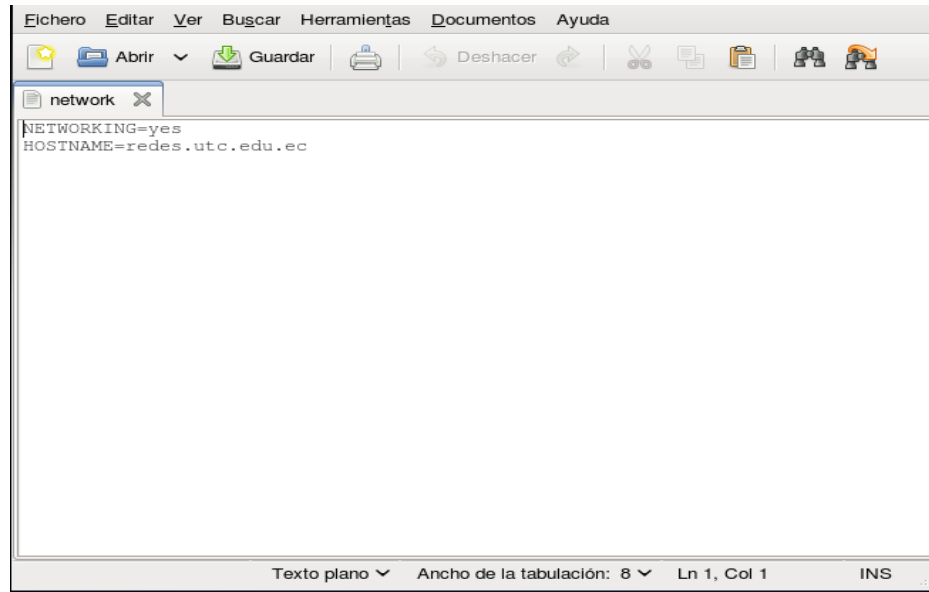 Fichero Editar Ver Buscar Herramientas Documentos Ayuda
Abrir Guardar Deshacer
network
NETWORKING=yes
HOSTNAME=redes.utc.edu.ec
Texto plano Ancho de la tabulación: 8 Ln 1, Col 1 INS